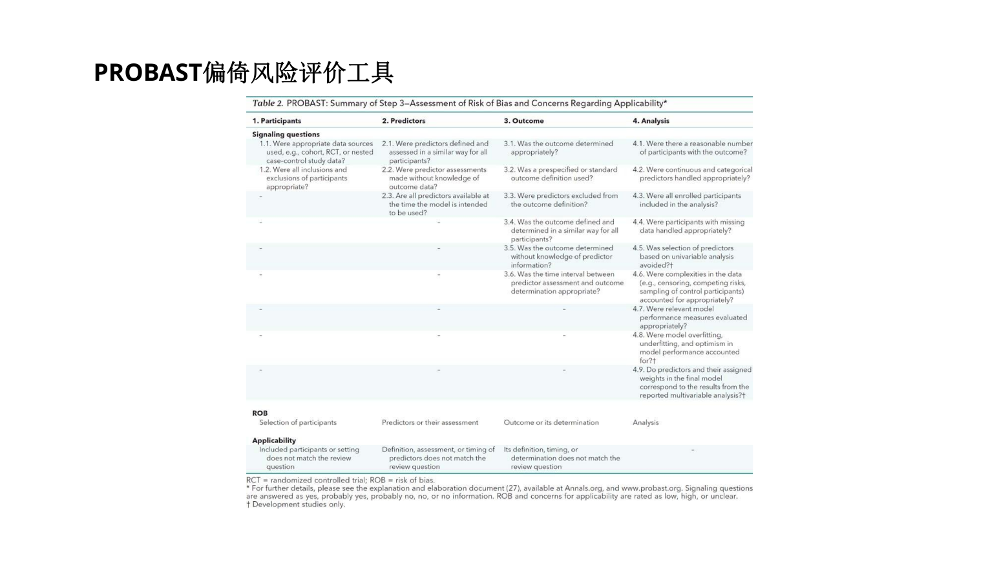 PROBAST偏倚风险评价工具
Table 2. PROBAST: Summary of Step 3—Assessment of Risk of Bias and Concerns Regarding Applicability*
1. Participants 2. Predictors 3. Outcome 4. Analysis
Signaling questions
1.1. Were appropriate data sources 2.1. Were predictors defined and 3.1. Was the outcome determined 4.1. Were there a reasonable number
used, e.g., cohort, RCT, or nested assessed in a similar way for all appropriately? of participants with the outcome?
case-control study data? participants?
1.2. Were all inclusions and 2.2. Were predictor assessments 3.2. Was a prespecified or standard 4.2. Were continuous and categorical
exclusions of participants made without knowledge of outcome definition used? predictors handled appropriately?
appropriate? outcome data?
– 2.3. Are all predictors available at 3.3. Were predictors excluded from 4.3. Were all enrolled participants
the time the model is intended the outcome definition? included in the analysis?
to be used?
– – 3.4. Was the outcome defined and 4.4. Were participants with missing
determined in a similar way for all data handled appropriately?
participants?
– – 3.5. Was the outcome determined 4.5. Was selection of predictors
without knowledge of predictor based on univariable analysis
information? avoided?†
– – 3.6. Was the time interval between 4.6. Were complexities in the data
predictor assessment and outcome (e.g., censoring, competing risks,
determination appropriate? sampling of control participants)
accounted for appropriately?
– – – 4.7. Were relevant model
performance measures evaluated
appropriately?
– – – 4.8. Were model overfitting,
underfitting, and optimism in
model performance accounted
for?†
– – – 4.9. Do predictors and their assigned
weights in the final model
correspond to the results from the
reported multivariable analysis?†
ROB
Selection of participants Predictors or their assessment Outcome or its determination Analysis
Applicability
Included participants or setting Definition, assessment, or timing of Its definition, timing, or –
does not match the review predictors does not match the determination does not match the
question review question review question
RCT = randomized controlled trial; ROB = risk of bias.
* For further details, please see the explanation and elaboration document (27), available at Annals.org, and www.probast.org. Signaling questions
are answered as yes, probably yes, probably no, no, or no information. ROB and concerns for applicability are rated as low, high, or unclear.
† Development studies only.